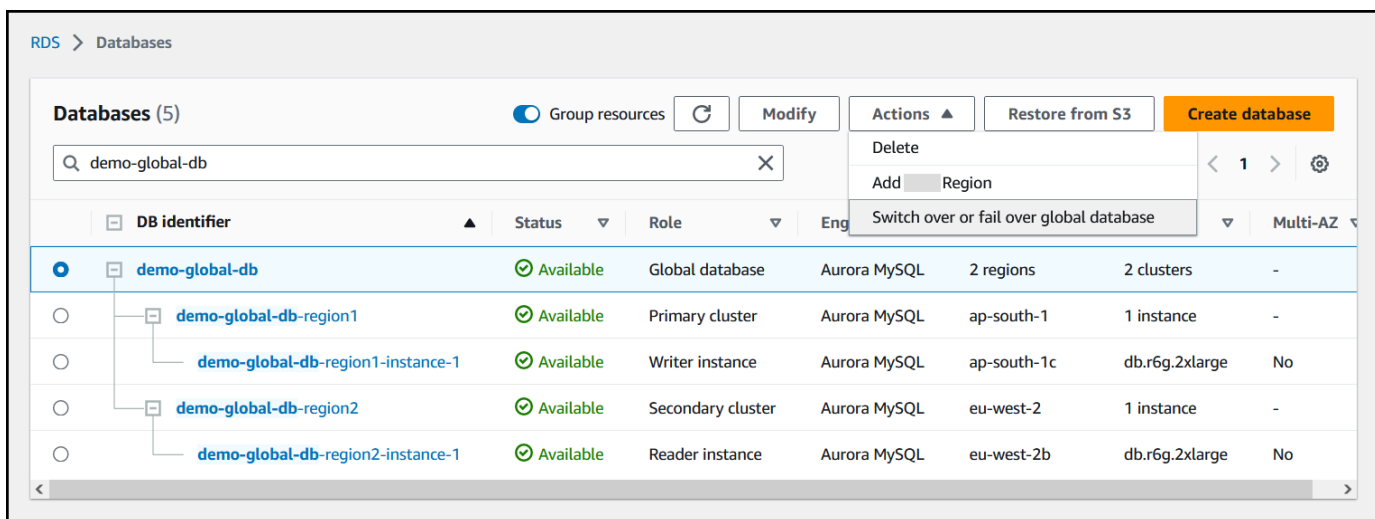 RDS > Databases
Databases (5)
Group resources
Modify
Actions
Restore from S3
Create database
demo-global-db
Delete
Add Region
Switch over or fail over global database
1
DB identifier Status Role Eng Multi-AZ
demo-global-db Available Global database Aurora MySQL 2 regions 2 clusters -
demo-global-db-region1 Available Primary cluster Aurora MySQL ap-south-1 1 instance -
demo-global-db-region1-instance-1 Available Writer instance Aurora MySQL ap-south-1c db.r6g.2xlarge No
demo-global-db-region2 Available Secondary cluster Aurora MySQL eu-west-2 1 instance -
demo-global-db-region2-instance-1 Available Reader instance Aurora MySQL eu-west-2b db.r6g.2xlarge No